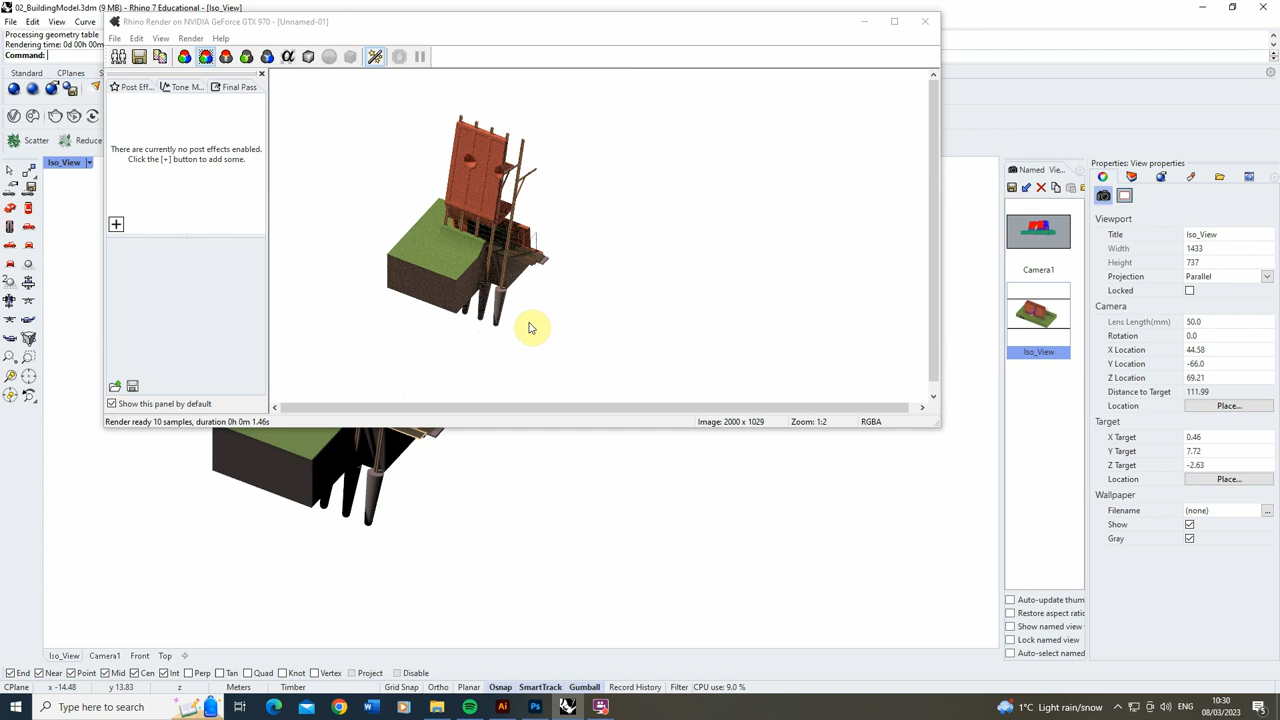 02_BuildingModel.3dm (9 MB) - Rhino 7 Educational - [Iso_View]
File Edit View Curve
Processing geometry table
Rendering time: 0d 00h 00m
Command:
Standard CPlanes
Scatter Reduce
Iso_View
Rhino Render on NVIDIA GeForce GTX 970 - [Unnamed-01]
File Edit View Render Help
Post Eff... Tone M... Final Pass
There are currently no post effects enabled.
Click the [+] button to add some.
Show this panel by default
Render ready 10 samples, duration 0h 0m 1.46s Image: 2000 x 1029 Zoom: 1:2 RGBA
Named Vie...
Camera1
Iso_View
Auto-update thum
Restore aspect ratio
Show named view
Lock named view
Auto-select named
Properties: View properties
Viewport
Title Iso_View
Width 1433
Height 737
Projection Parallel
Locked
Camera
Lens Length(mm) 50.0
Rotation 0.0
X Location 44.58
Y Location -66.0
Z Location 69.21
Distance to Target 111.99
Location Place...
Target
X Target 0.46
Y Target 7.72
Z Target -2.63
Location Place...
Wallpaper
Filename (none) ...
Show
Gray
Iso_View Camera1 Front Top
End Near Point Mid Cen Int Perp Tan Quad Knot Vertex Project Disable
CPlane x -14.48 y 13.83 z Meters Timber Grid Snap Ortho Planar Osnap SmartTrack Gumball Record History Filter CPU use: 9.0 %
Type here to search
1°C Light rain/snow
10:30
08/03/2023